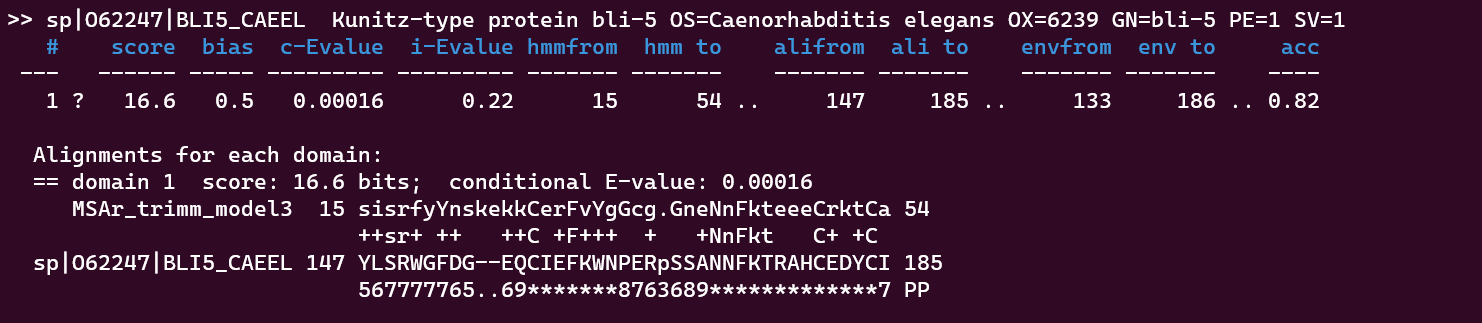 >> sp|O62247|BLI5_CAEEL  Kunitz-type protein bli-5 OS=Caenorhabditis elegans OX=6239 GN=bli-5 PE=1 SV=1
   #    score  bias  c-Evalue  i-Evalue hmmfrom  hmm to    alifrom  ali to    envfrom  env to     acc
 ---   ------ ----- --------- --------- ------- -------    ------- -------    ------- -------    ----
   1 ?   16.6   0.5   0.00016      0.22      15      54 ..     147     185 ..     133     186 .. 0.82
  Alignments for each domain:
  == domain 1  score: 16.6 bits;  conditional E-value: 0.00016
     MSAr_trimm_model3  15 sisrfyYnskekkCerFvYgGcg.GneNnFkteeeCrktCa 54
                           ++sr+ ++   ++C +F+++  +   +NnFkt   C+ +C
  sp|O62247|BLI5_CAEEL 147 YLSRWGFDG--EQCIEFKWNPERpSSANNFKTRAHCEDYCI 185
                           567777765..69*******8763689*************7 PP